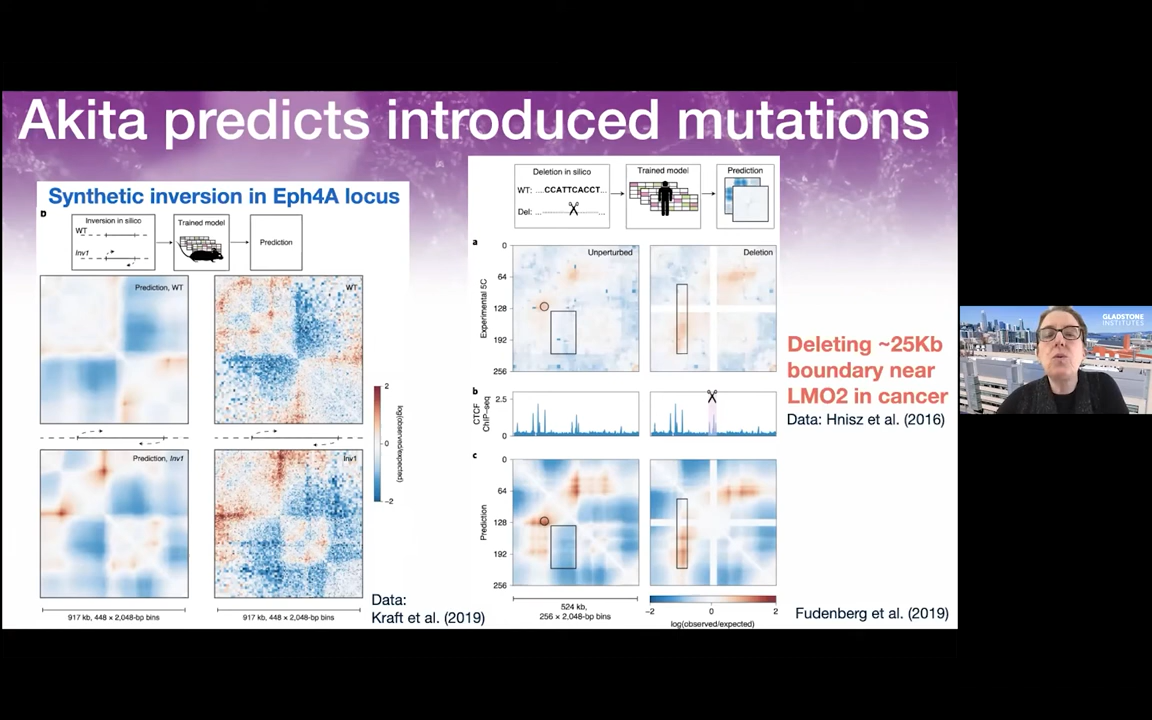 Akita predicts introduced mutations
Synthetic inversion in Eph4A locus
D
Inversion in silico
WT
Inv1
Trained model
Prediction
Prediction, WT
WT
Prediction, Inv1
Inv1
2
0
−2
log(observed/expected)
917 kb, 448 × 2,048-bp bins
917 kb, 448 × 2,048-bp bins
Data:
Kraft et al. (2019)
Deletion in silico
WT: ...CCATTCACCT...
Del: ...
...
Trained model
Prediction
a
Experimental 5C
0
64
128
192
256
Unperturbed
Deletion
b
CTCF
ChIP–seq
2.5
0
c
Prediction
0
64
128
192
256
524 kb,
256 × 2,048-bp bins
−2
0
2
log(observed/expected)
Deleting ~25Kb
boundary near
LMO2 in cancer
Data: Hnisz et al. (2016)
Fudenberg et al. (2019)
GLADSTONE
INSTITUTES